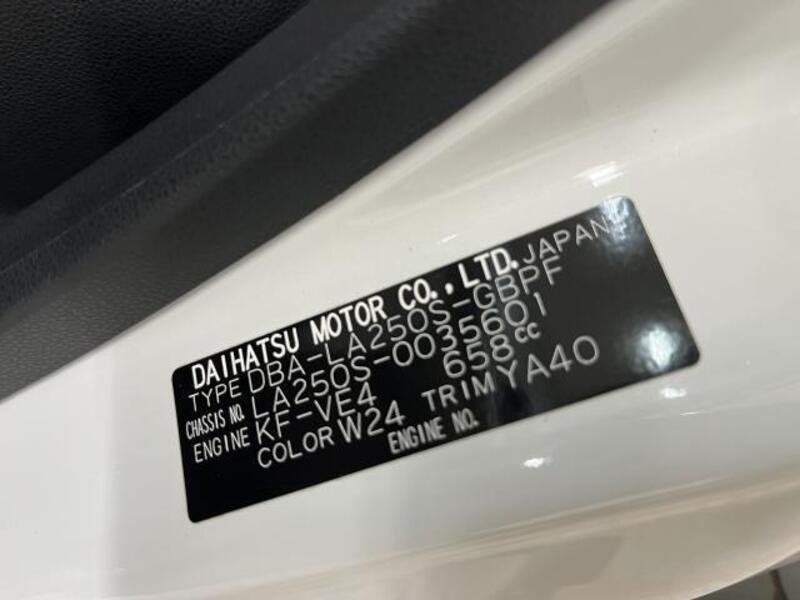 DAIHATSU MOTOR CO., LTD. JAPAN
TYPE DBA-LA250S-GBPF
CHASSIS NO. LA250S-0035601
ENGINE KF-VE4 658cc
COLOR W24 TRIM YA40
ENGINE NO.